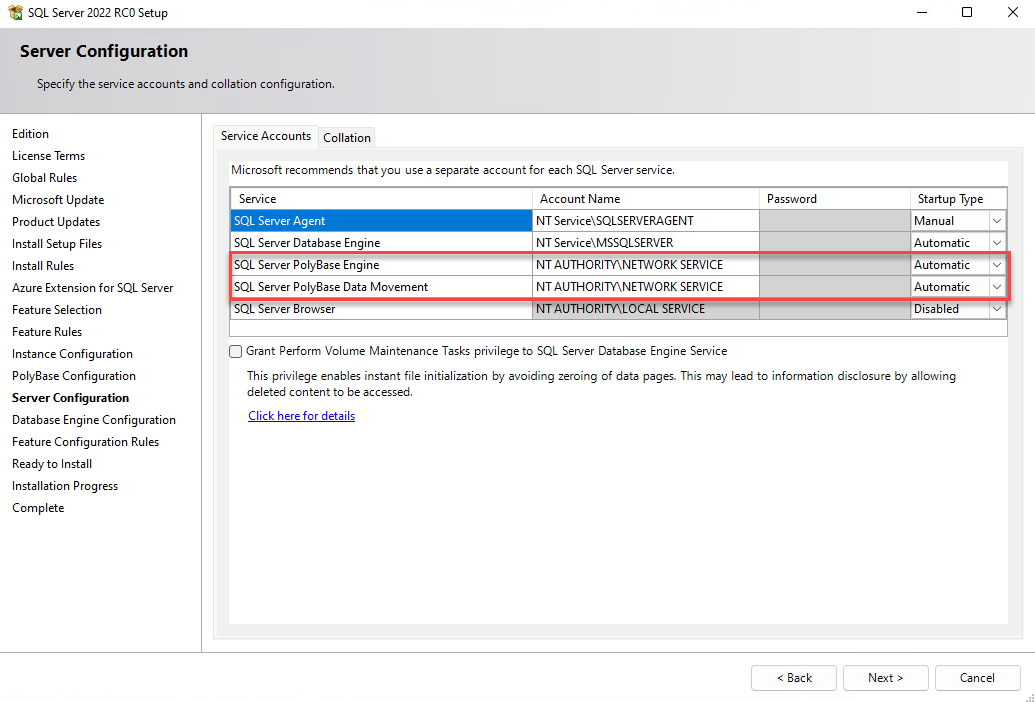 SQL Server 2022 RC0 Setup
Server Configuration
Specify the service accounts and collation configuration.
Edition
License Terms
Global Rules
Microsoft Update
Product Updates
Install Setup Files
Install Rules
Azure Extension for SQL Server
Feature Selection
Feature Rules
Instance Configuration
PolyBase Configuration
Server Configuration
Database Engine Configuration
Feature Configuration Rules
Ready to Install
Installation Progress
Complete
Service Accounts Collation
Microsoft recommends that you use a separate account for each SQL Server service.
Service Account Name Password Startup Type
SQL Server Agent NT Service\SQLSERVERAGENT Manual
SQL Server Database Engine NT Service\MSSQLSERVER Automatic
SQL Server PolyBase Engine NT AUTHORITY\NETWORK SERVICE Automatic
SQL Server PolyBase Data Movement NT AUTHORITY\NETWORK SERVICE Automatic
SQL Server Browser NT AUTHORITY\LOCAL SERVICE Disabled
Grant Perform Volume Maintenance Tasks privilege to SQL Server Database Engine Service
This privilege enables instant file initialization by avoiding zeroing of data pages. This may lead to information disclosure by allowing
deleted content to be accessed.
Click here for details
< Back Next > Cancel